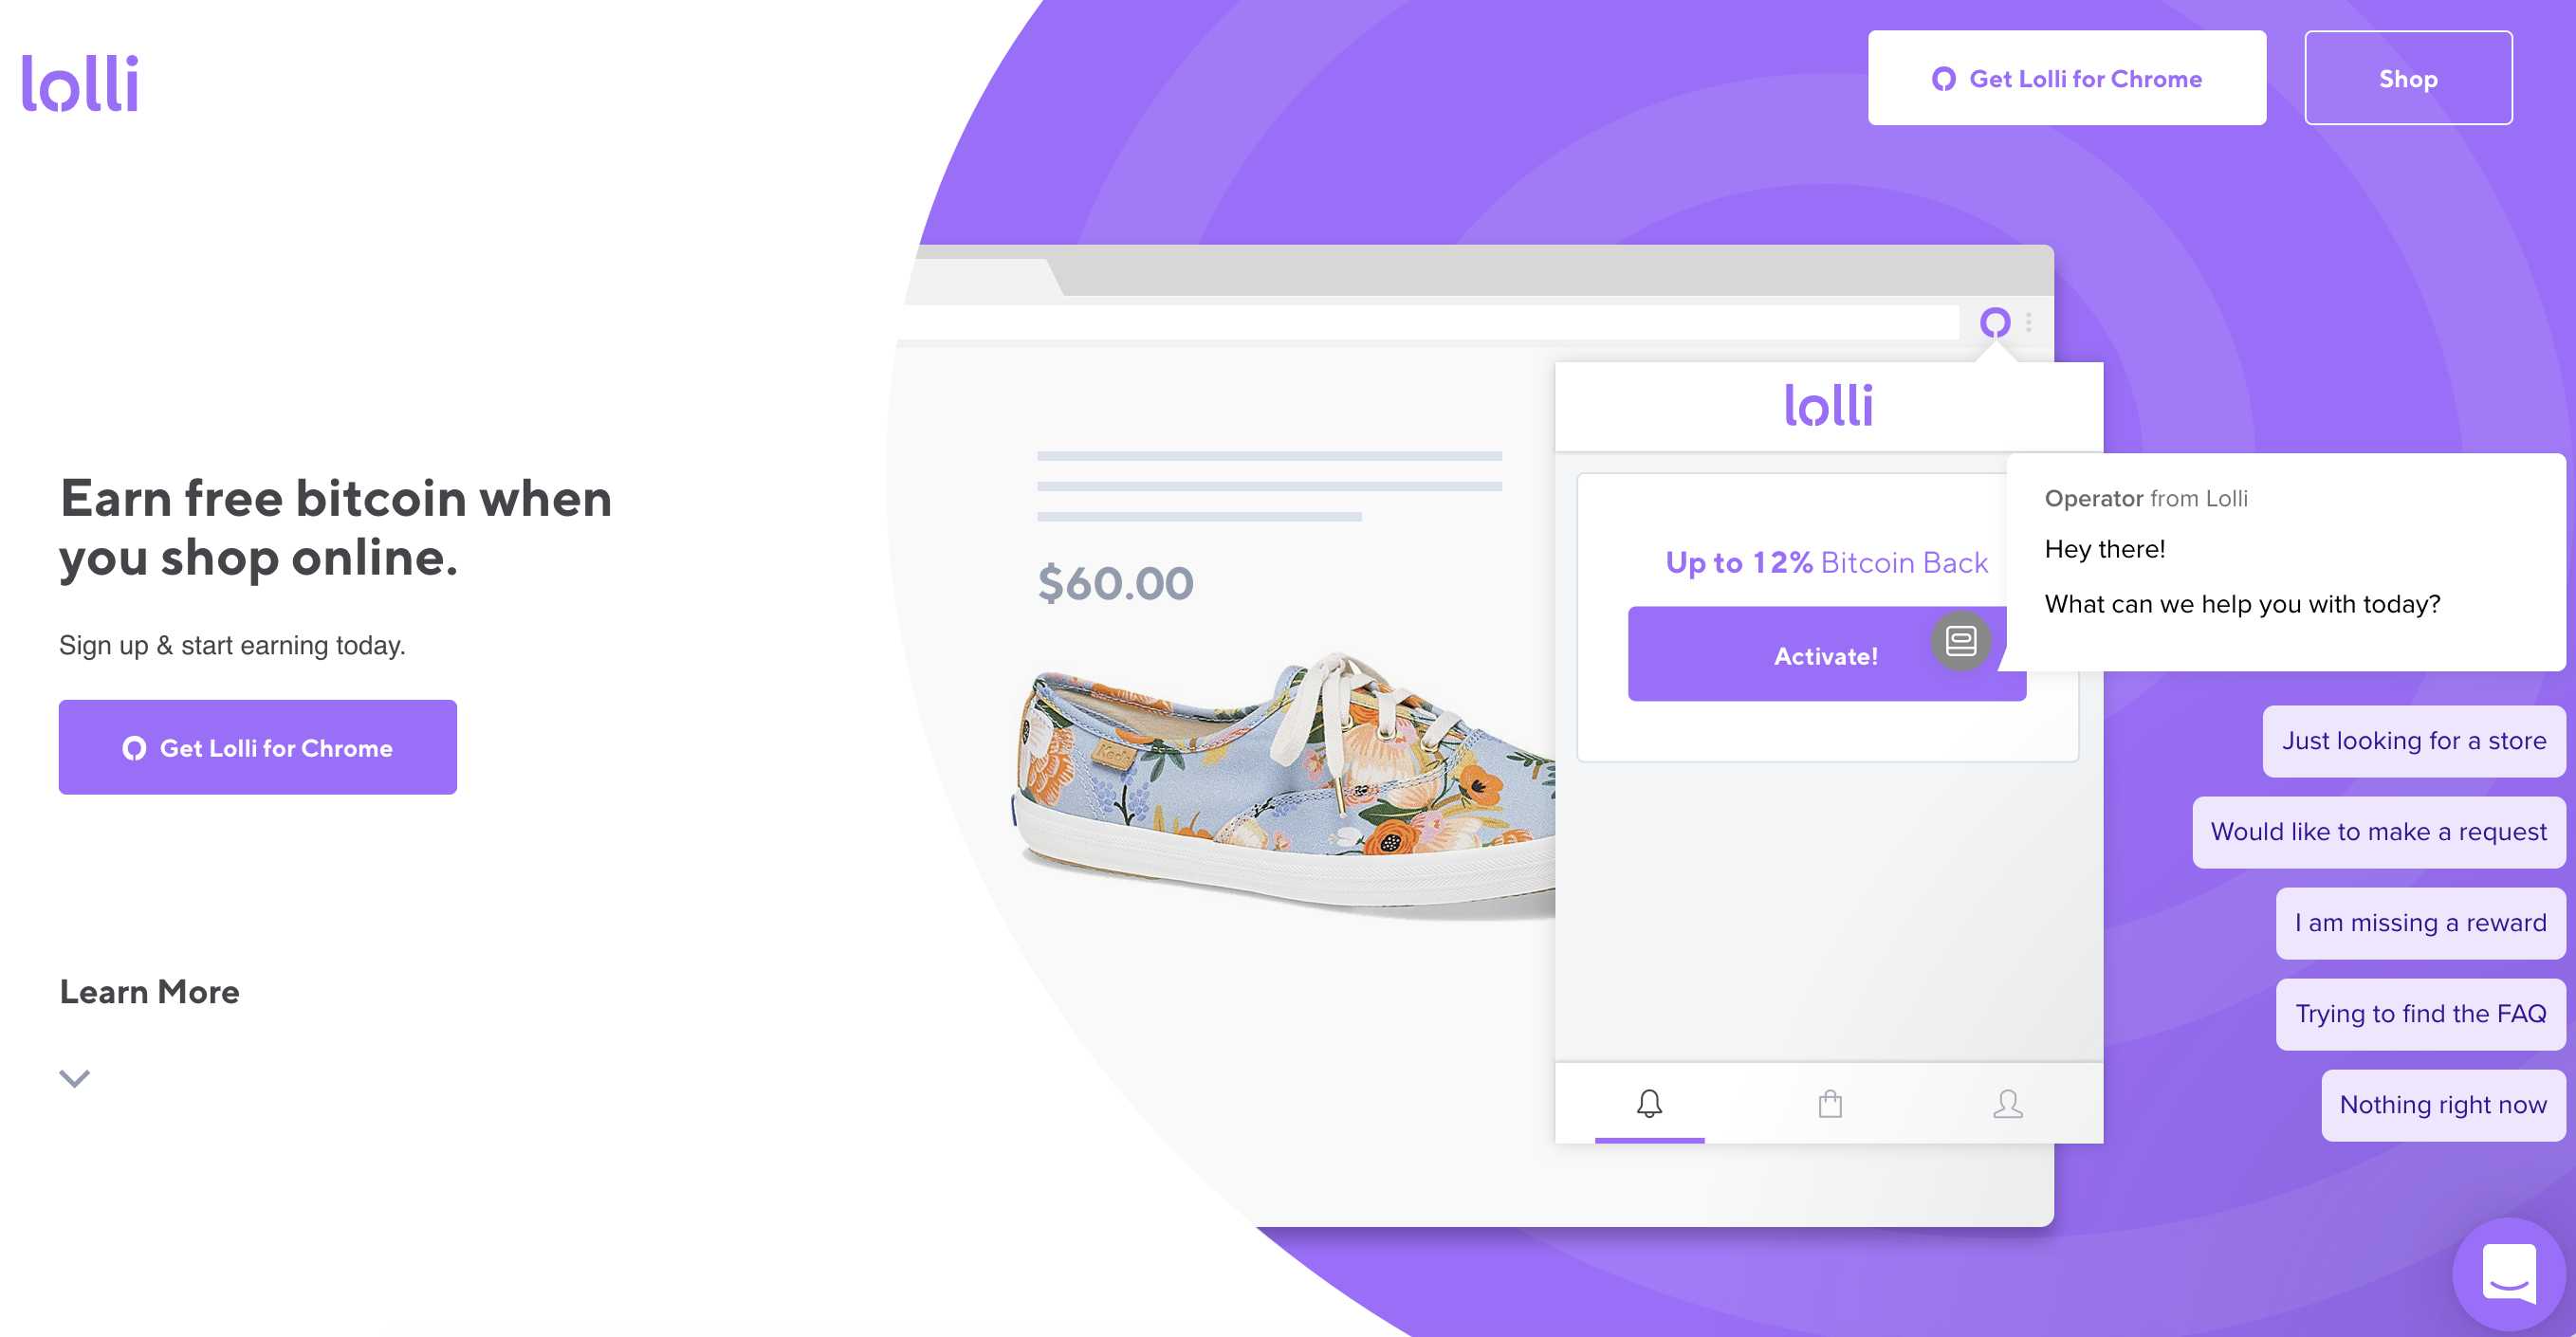 lolli
Get Lolli for Chrome
Shop
Earn free bitcoin when
you shop online.
Sign up & start earning today.
Get Lolli for Chrome
Learn More
$60.00
Keds
lolli
Up to 12% Bitcoin Back
Activate!
Operator from Lolli
Hey there!
What can we help you with today?
Just looking for a store
Would like to make a request
I am missing a reward
Trying to find the FAQ
Nothing right now